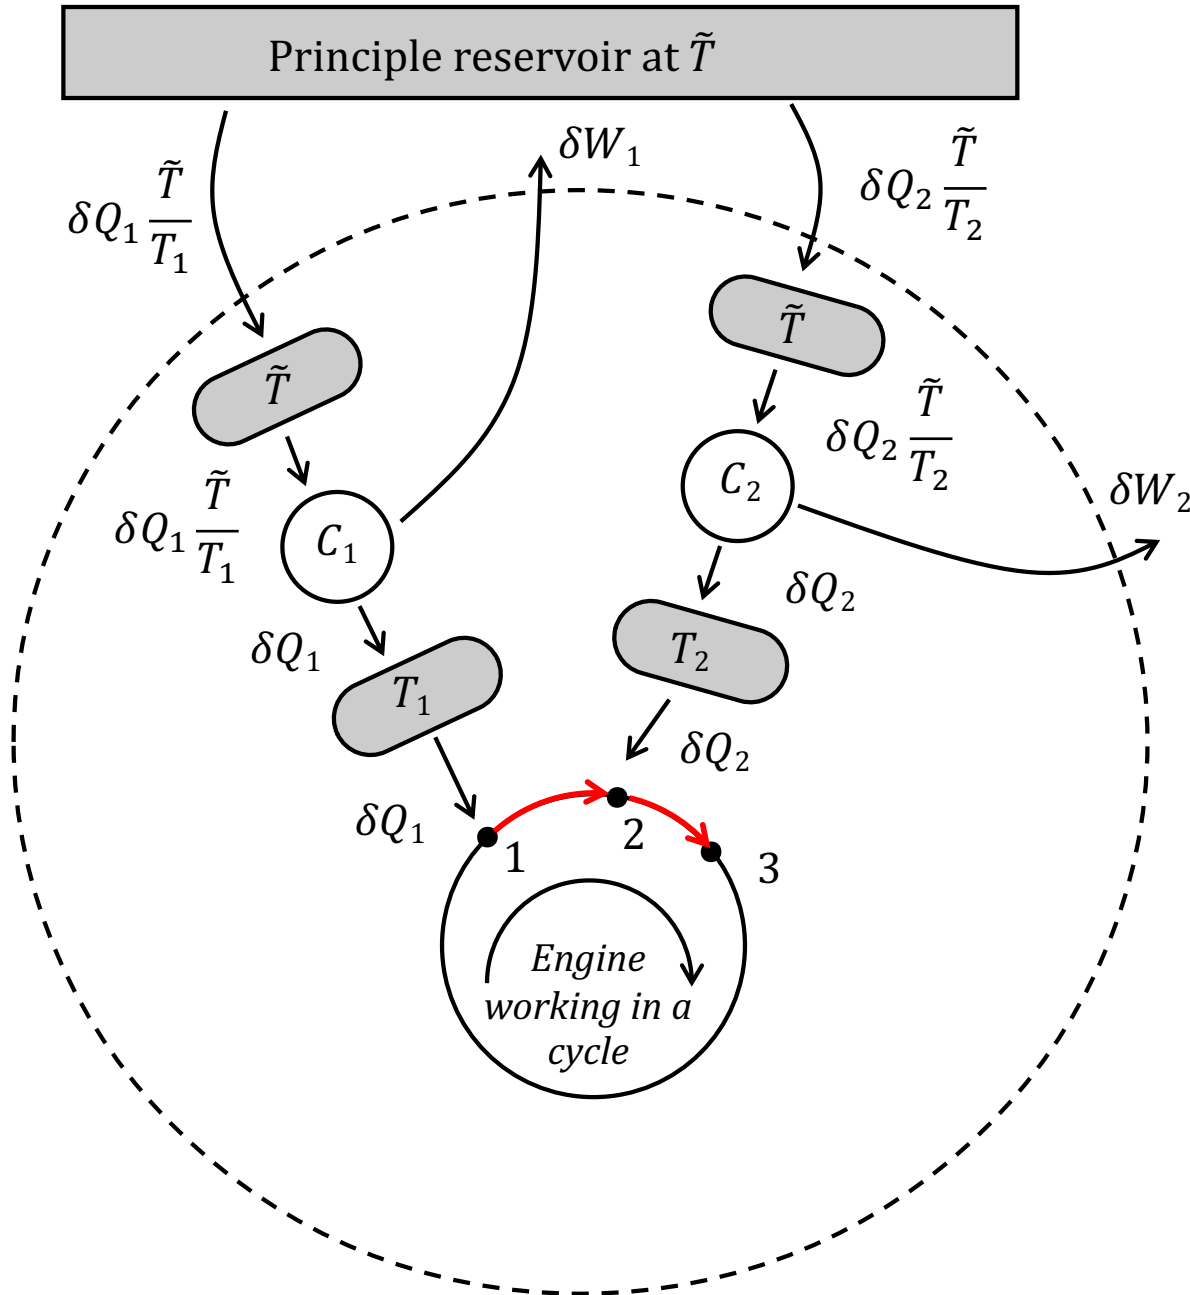 Principle reservoir at T̃
δW₁
δQ₁ T̃/T₁
δQ₂ T̃/T₂
T̃
T̃
δQ₂ T̃/T₂
C₂
δW₂
δQ₁ T̃/T₁
C₁
δQ₂
δQ₁
T₂
T₁
δQ₂
δQ₁
1
2
3
Engine
working in a
cycle